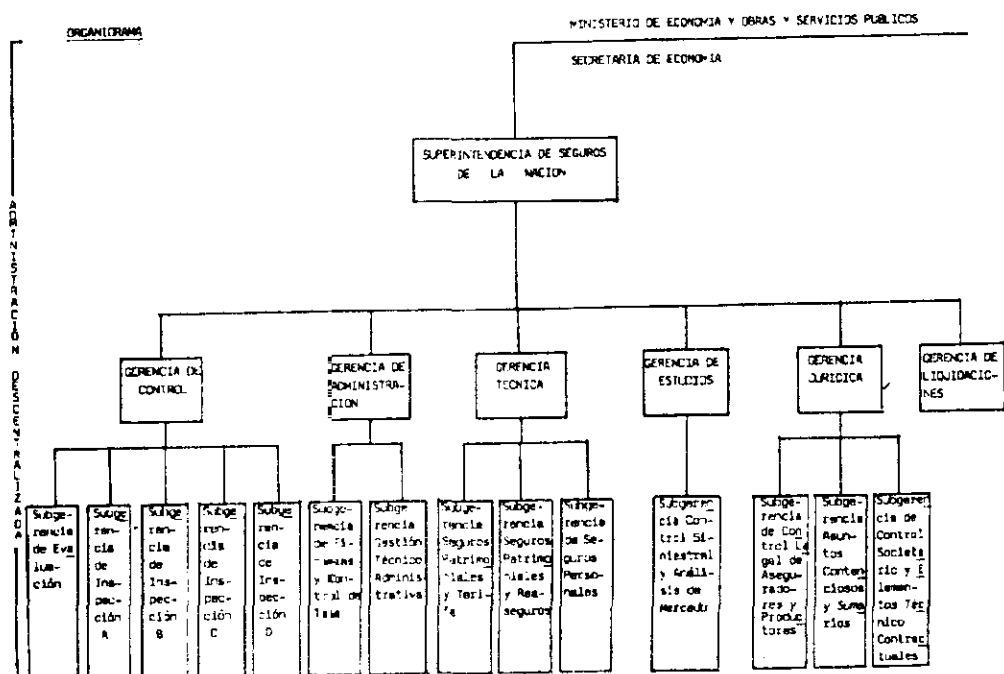 ORGANIGRAMA
MINISTERIO DE ECONOMIA Y OBRAS Y SERVICIOS PUBLICOS
SECRETARIA DE ECONOMIA
ADMINISTRACION DESCENTRALIZADA
SUPERINTENDENCIA DE SEGUROS
DE LA NACION
GERENCIA DE
CONTROL
GERENCIA DE
ADMINISTRA-
CION
GERENCIA
TECNICA
GERENCIA DE
ESTUDIOS
GERENCIA
JURIDICA
GERENCIA DE
LIQUIDACIO-
NES
Subge-
rencia
de Eva
lua-
ción
Subge
ren-
cia
de
Ins-
pec-
ción
A
Subge
ren-
cia
de
Ins-
pec-
ción
B
Subge
ren-
cia
de
Ins-
pec-
ción
C
Subge
ren-
cia
de
Ins-
pec-
ción
D
Subge-
rencia
de Fi-
nanzas
y Con-
trol de
Tasa
Subge
rencia
Gestión
Técnico
Adminis-
trativa
Subge-
rencia
Seguros
Patrimo
niales
y Tari-
fa
Subge-
rencia
Seguros
Patrimo
niales
y Rea-
seguros
Subge-
rencia
de Se-
guros
Perso-
nales
Subgeren
cia Con-
trol Si-
niestral
y Análi-
sis de
Mercado
Subge-
rencia
de Con
trol Le
gal de
Asegu-
rado-
res y
Produc-
tores
Subge-
rencia
Asun-
tos
Conten-
ciosos
y Suma
rios
Subgeren
cia de
Control
Societa-
rio y E
lemen-
tos Téc
nico
Contrac-
tuales